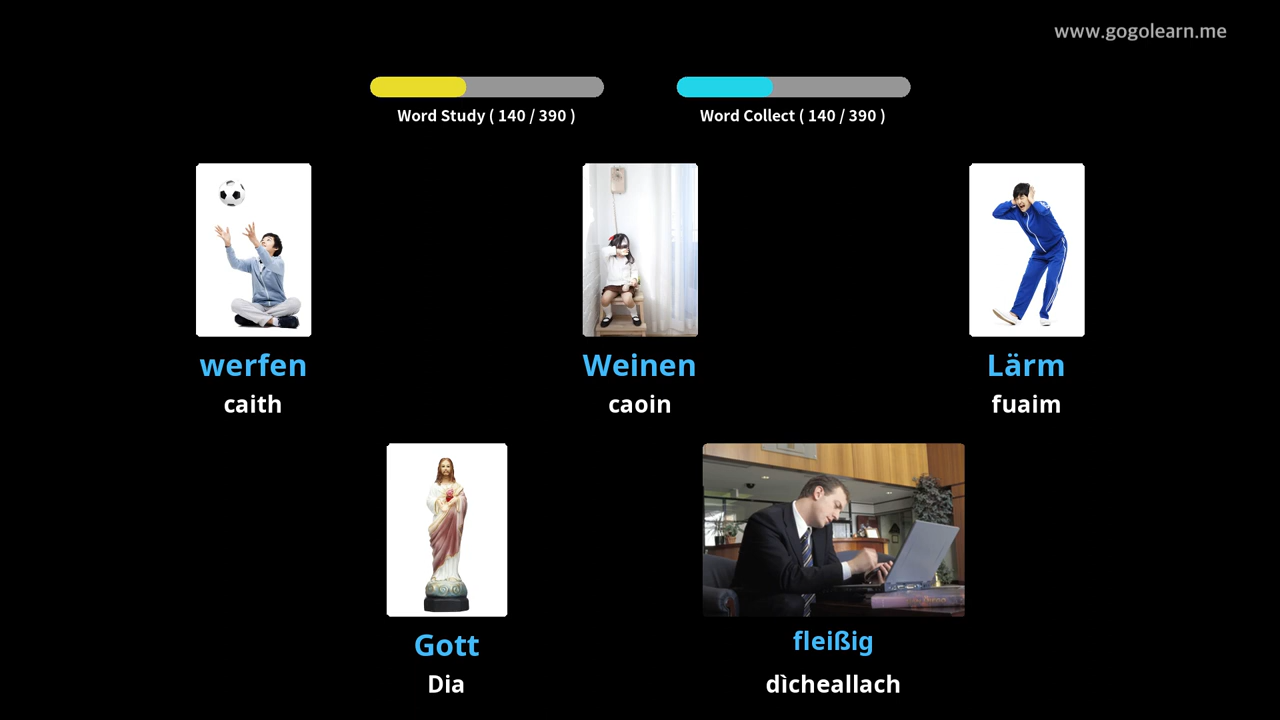 www.gogolearn.me
Word Study ( 140 / 390 )
Word Collect ( 140 / 390 )
werfen
caith
Weinen
caoin
Lärm
fuaim
Gott
Dia
fleißig
dìcheallach